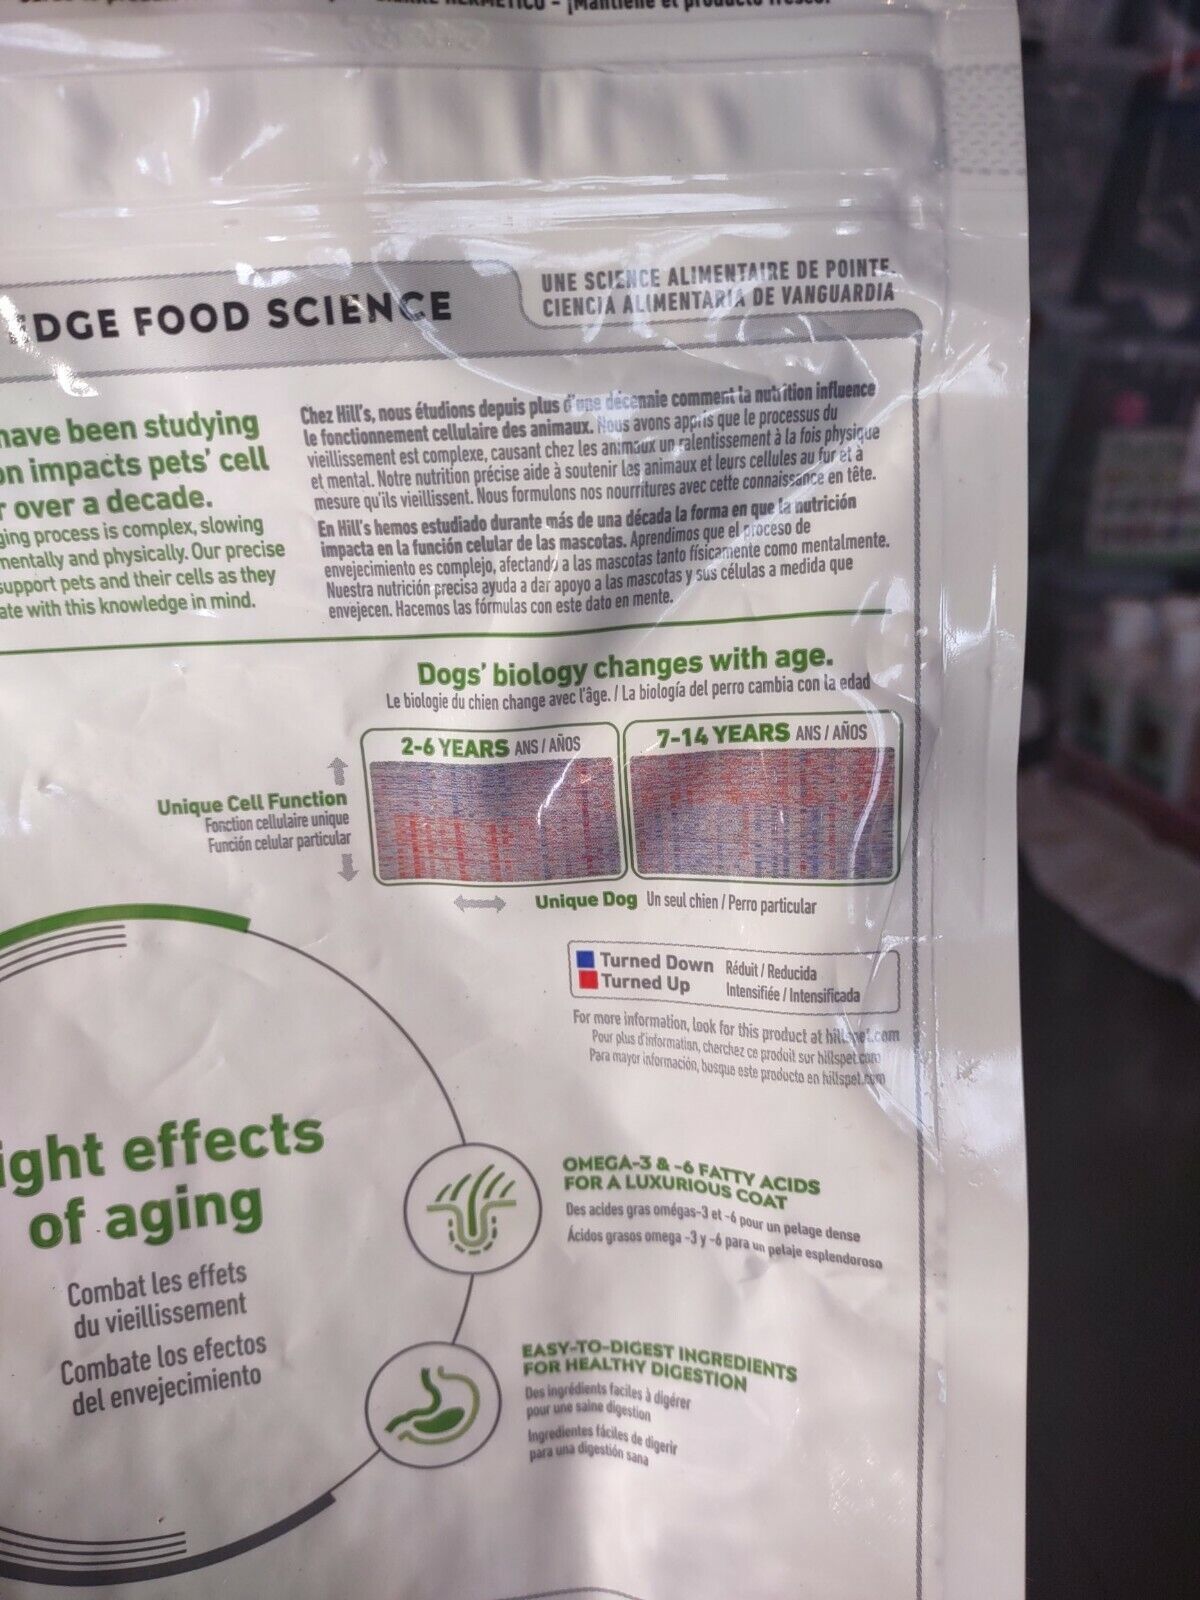 HERMÉTICO - ¡Mantiene el producto fresco!
EDGE FOOD SCIENCE
UNE SCIENCE ALIMENTAIRE DE POINTE.
CIENCIA ALIMENTARIA DE VANGUARDIA
have been studying
on impacts pets' cell
r over a decade.
ging process is complex, slowing
mentally and physically. Our precise
support pets and their cells as they
ate with this knowledge in mind.
Chez Hill's, nous étudions depuis plus d'une décennie comment la nutrition influence
le fonctionnement cellulaire des animaux. Nous avons appris que le processus du
vieillissement est complexe, causant chez les animaux un ralentissement à la fois physique
et mental. Notre nutrition précise aide à soutenir les animaux et leurs cellules au fur et à
mesure qu'ils vieillissent. Nous formulons nos nourritures avec cette connaissance en tête.
En Hill's hemos estudiado durante más de una década la forma en que la nutrición
impacta en la función celular de las mascotas. Aprendimos que el proceso de
envejecimiento es complejo, afectando a las mascotas tanto físicamente como mentalmente.
Nuestra nutrición precisa ayuda a dar apoyo a las mascotas y sus células a medida que
envejecen. Hacemos las fórmulas con este dato en mente.
Dogs' biology changes with age.
Le biologie du chien change avec l'âge. / La biología del perro cambia con la edad
2-6 YEARS ANS / AÑOS
7-14 YEARS ANS / AÑOS
Unique Cell Function
Fonction cellulaire unique
Función celular particular
Unique Dog Un seul chien / Perro particular
Turned Down Réduit / Reducida
Turned Up Intensifiée / Intensificada
For more information, look for this product at hillspet.com
Pour plus d'information, cherchez ce produit sur hillspet.com
Para mayor información, busque este producto en hillspet.com
ight effects
of aging
Combat les effets
du vieillissement
Combate los efectos
del envejecimiento
OMEGA-3 & -6 FATTY ACIDS
FOR A LUXURIOUS COAT
Des acides gras omégas-3 et -6 pour un pelage dense
Ácidos grasos omega -3 y -6 para un pelaje esplendoroso
EASY-TO-DIGEST INGREDIENTS
FOR HEALTHY DIGESTION
Des ingrédients faciles à digérer
pour une saine digestion
Ingredientes fáciles de digerir
para una digestión sana